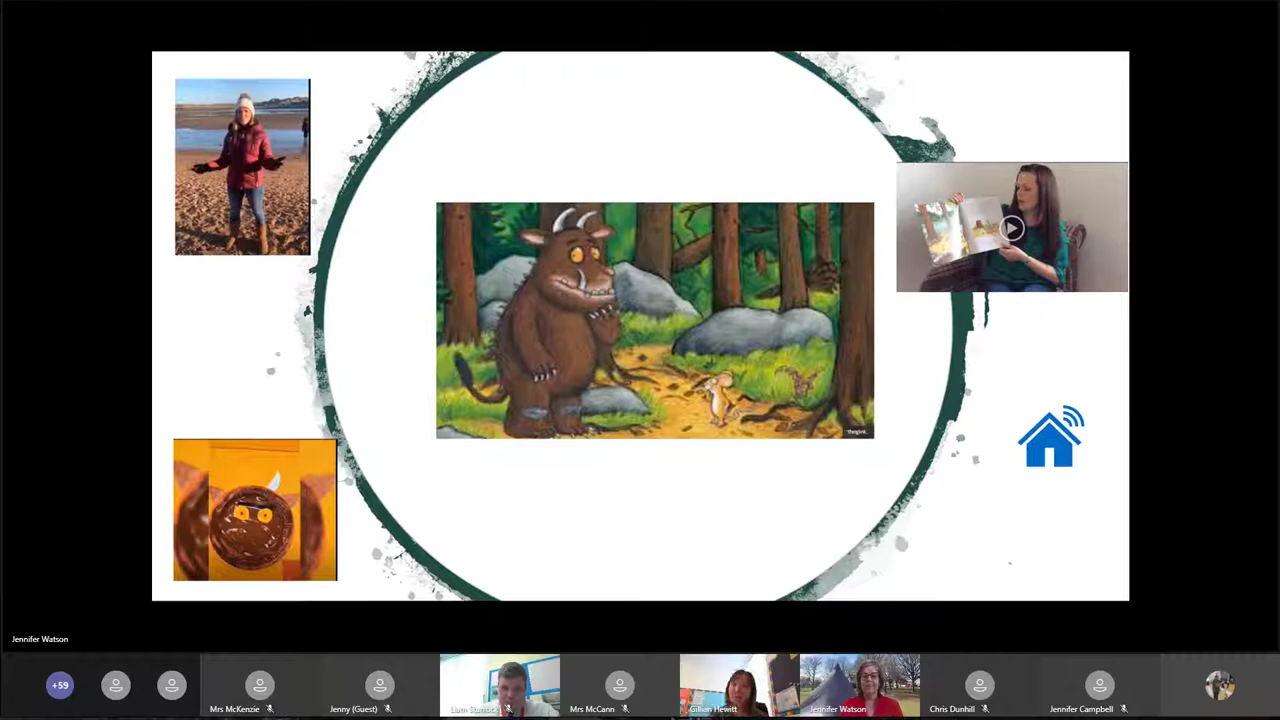 Jennifer Watson
+59
Mrs McKenzie
Jenny (Guest)
Mrs McCann
Gillian Hewitt
Jennifer Watson
Chris Dunhill
Jennifer Campbell